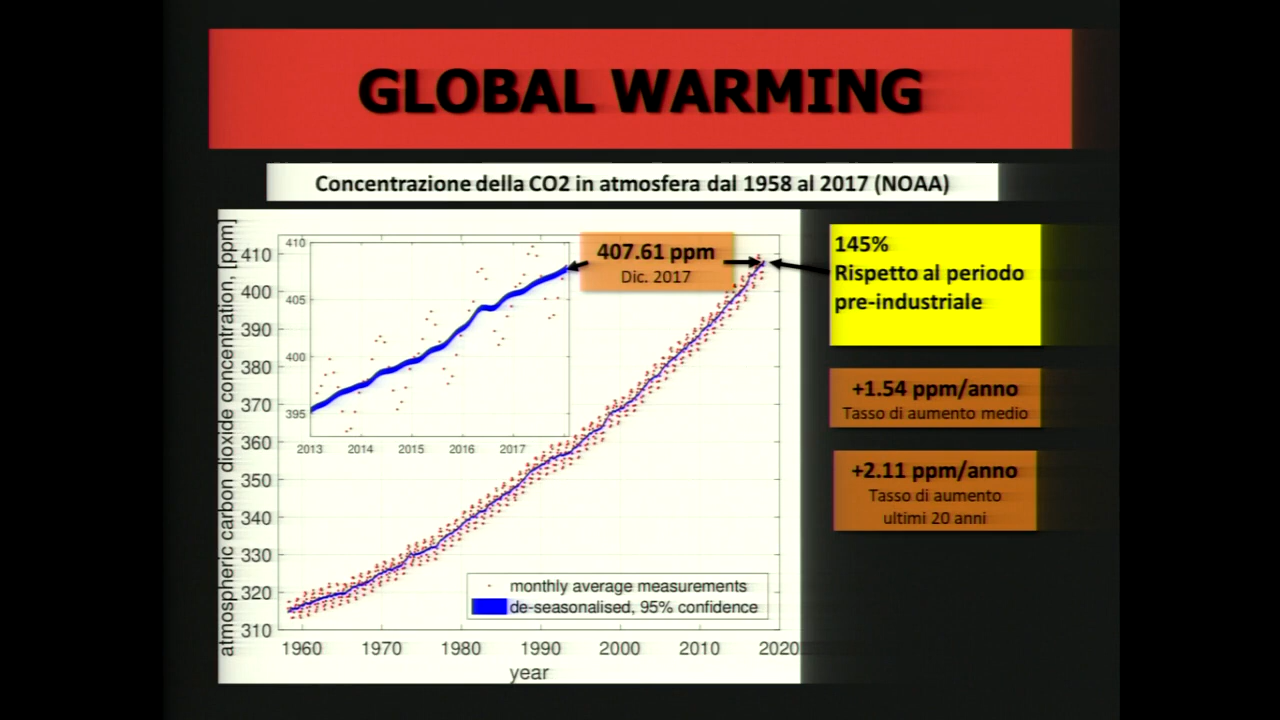 GLOBAL WARMING
Concentrazione della CO2 in atmosfera dal 1958 al 2017 (NOAA)
atmospheric carbon dioxide concentration, [ppm]
410
400
390
380
370
360
350
340
330
320
310
1960 1970 1980 1990 2000 2010 2020
year
410
405
400
395
2013 2014 2015 2016 2017
407.61 ppm
Dic. 2017
monthly average measurements
de-seasonalised, 95% confidence
145%
Rispetto al periodo
pre-industriale
+1.54 ppm/anno
Tasso di aumento medio
+2.11 ppm/anno
Tasso di aumento
ultimi 20 anni